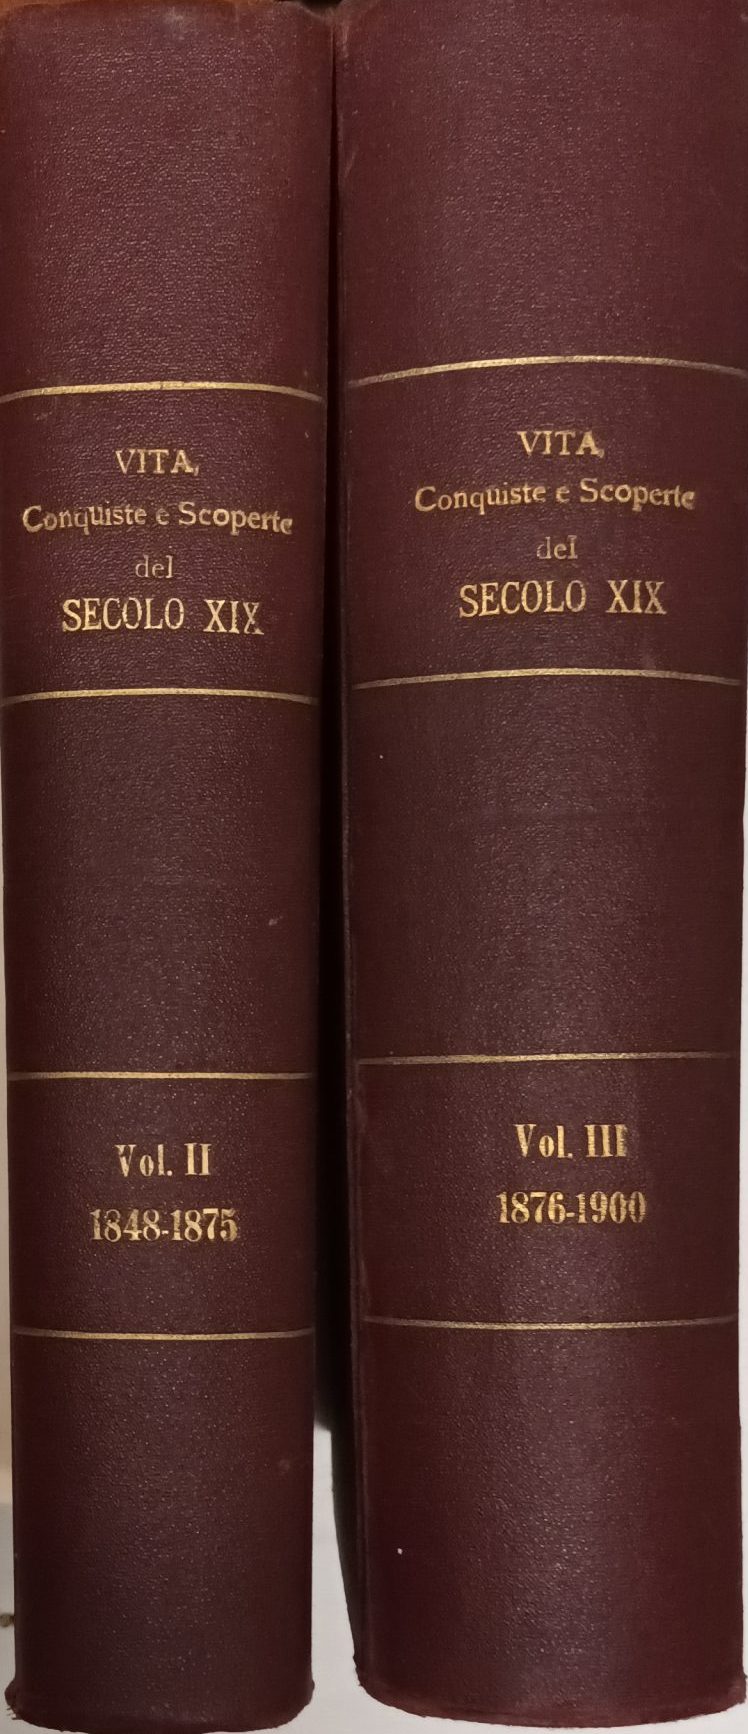 VITA,
Conquiste e Scoperte
del
SECOLO XIX
Vol. II
1848-1875
VITA,
Conquiste e Scoperte
del
SECOLO XIX
Vol. III
1876-1900